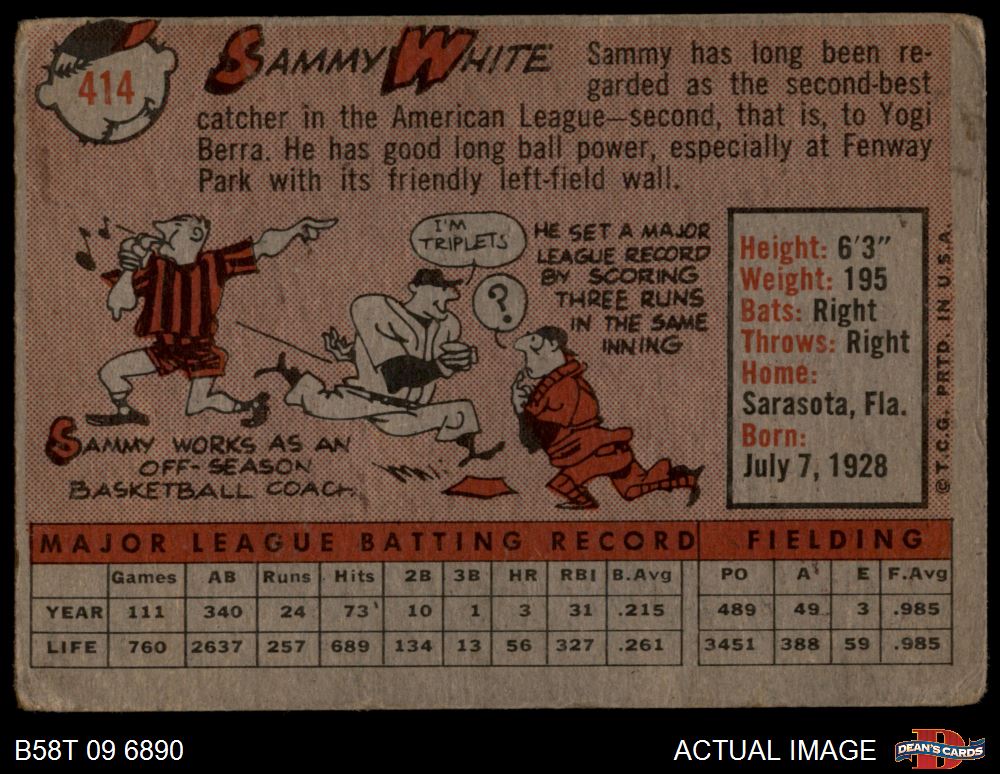 414
SAMMY WHITE
Sammy has long been re-
garded as the second-best
catcher in the American League—second, that is, to Yogi
Berra. He has good long ball power, especially at Fenway
Park with its friendly left-field wall.
I'M
TRIPLETS
?
HE SET A MAJOR
LEAGUE RECORD
BY SCORING
THREE RUNS
IN THE SAME
INNING
SAMMY WORKS AS AN
OFF-SEASON
BASKETBALL COACH.
Height: 6'3"
Weight: 195
Bats: Right
Throws: Right
Home:
Sarasota, Fla.
Born:
July 7, 1928
© T.C.G. PRTD. IN U.S.A.
MAJOR LEAGUE BATTING RECORD FIELDING
Games AB Runs Hits 2B 3B HR RBI B.Avg PO A E F.Avg
YEAR 111 340 24 73 10 1 3 31 .215 489 49 3 .985
LIFE 760 2637 257 689 134 13 56 327 .261 3451 388 59 .985
B58T 09 6890
ACTUAL IMAGE
D
DEAN'S CARDS